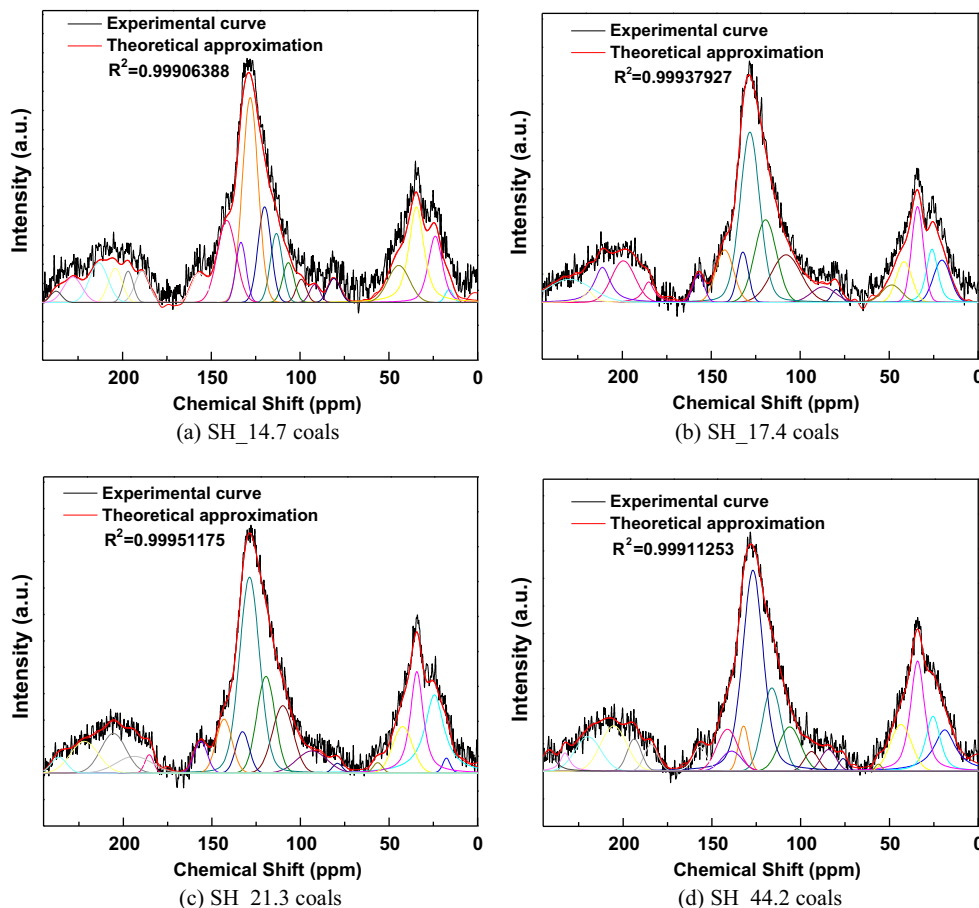 Experimental curve
Theoretical approximation
R²=0.99906388
Intensity (a.u.)
200 150 100 50 0
Chemical Shift (ppm)
(a) SH_14.7 coals
Experimental curve
Theoretical approximation
R²=0.99937927
Intensity (a.u.)
200 150 100 50 0
Chemical Shift (ppm)
(b) SH_17.4 coals
Experimental curve
Theoretical approximation
R²=0.99951175
Intensity (a.u.)
200 150 100 50 0
Chemical Shift (ppm)
(c) SH_21.3 coals
Experimental curve
Theoretical approximation
R²=0.99911253
Intensity (a.u.)
200 150 100 50 0
Chemical Shift (ppm)
(d) SH_44.2 coals